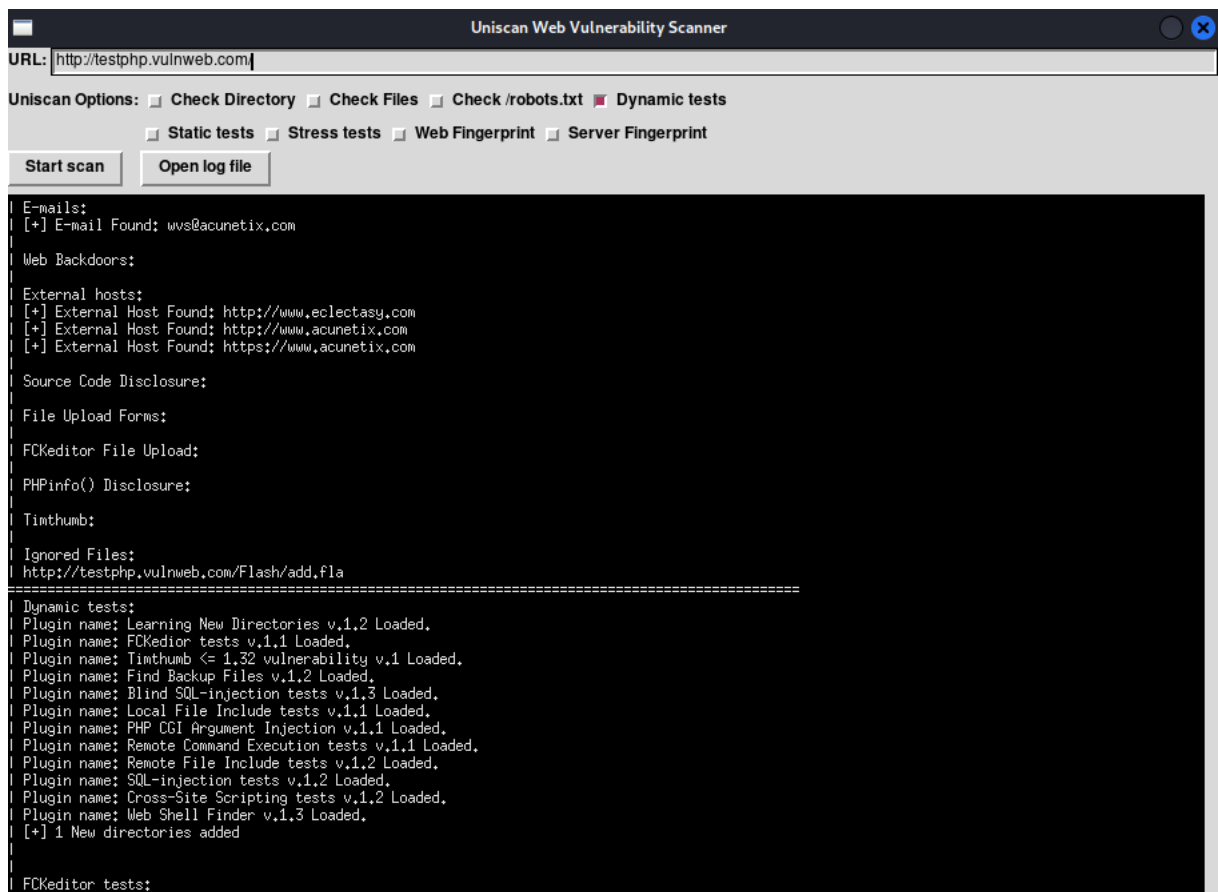 Uniscan Web Vulnerability Scanner
URL: http://testphp.vulnweb.com/
Uniscan Options: Check Directory Check Files Check /robots.txt Dynamic tests
Static tests Stress tests Web Fingerprint Server Fingerprint
Start scan Open log file
| E-mails:
| [+] E-mail Found: wvs@acunetix.com
|
| Web Backdoors:
|
| External hosts:
| [+] External Host Found: http://www.eclectasy.com
| [+] External Host Found: http://www.acunetix.com
| [+] External Host Found: https://www.acunetix.com
|
| Source Code Disclosure:
|
| File Upload Forms:
|
| FCKeditor File Upload:
|
| PHPinfo() Disclosure:
|
| Timthumb:
|
| Ignored Files:
| http://testphp.vulnweb.com/Flash/add.fla
===================================================================================================
| Dynamic tests:
| Plugin name: Learning New Directories v.1.2 Loaded.
| Plugin name: FCKedior tests v.1.1 Loaded.
| Plugin name: Timthumb <= 1.32 vulnerability v.1 Loaded.
| Plugin name: Find Backup Files v.1.2 Loaded.
| Plugin name: Blind SQL-injection tests v.1.3 Loaded.
| Plugin name: Local File Include tests v.1.1 Loaded.
| Plugin name: PHP CGI Argument Injection v.1.1 Loaded.
| Plugin name: Remote Command Execution tests v.1.1 Loaded.
| Plugin name: Remote File Include tests v.1.2 Loaded.
| Plugin name: SQL-injection tests v.1.2 Loaded.
| Plugin name: Cross-Site Scripting tests v.1.2 Loaded.
| Plugin name: Web Shell Finder v.1.3 Loaded.
| [+] 1 New directories added
|
|
| FCKeditor tests: